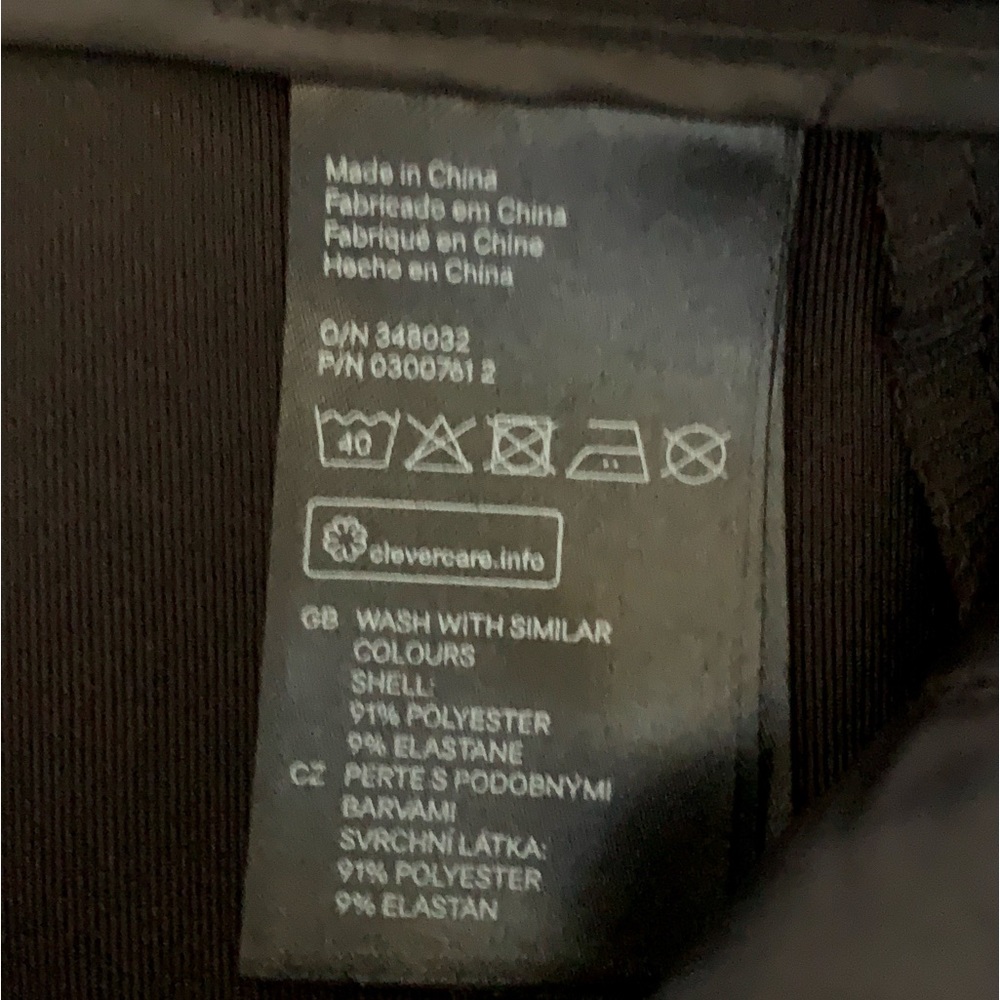 Made in China
Fabricado em China
Fabriqué en Chine
Hecho en China
O/N 348032
P/N 0300761 2
40
clevercare.info
GB WASH WITH SIMILAR
COLOURS
SHELL:
91% POLYESTER
9% ELASTANE
CZ PERTE S PODOBNÝMI
BARVAMI
SVRCHNÍ LÁTKA:
91% POLYESTER
9% ELASTAN